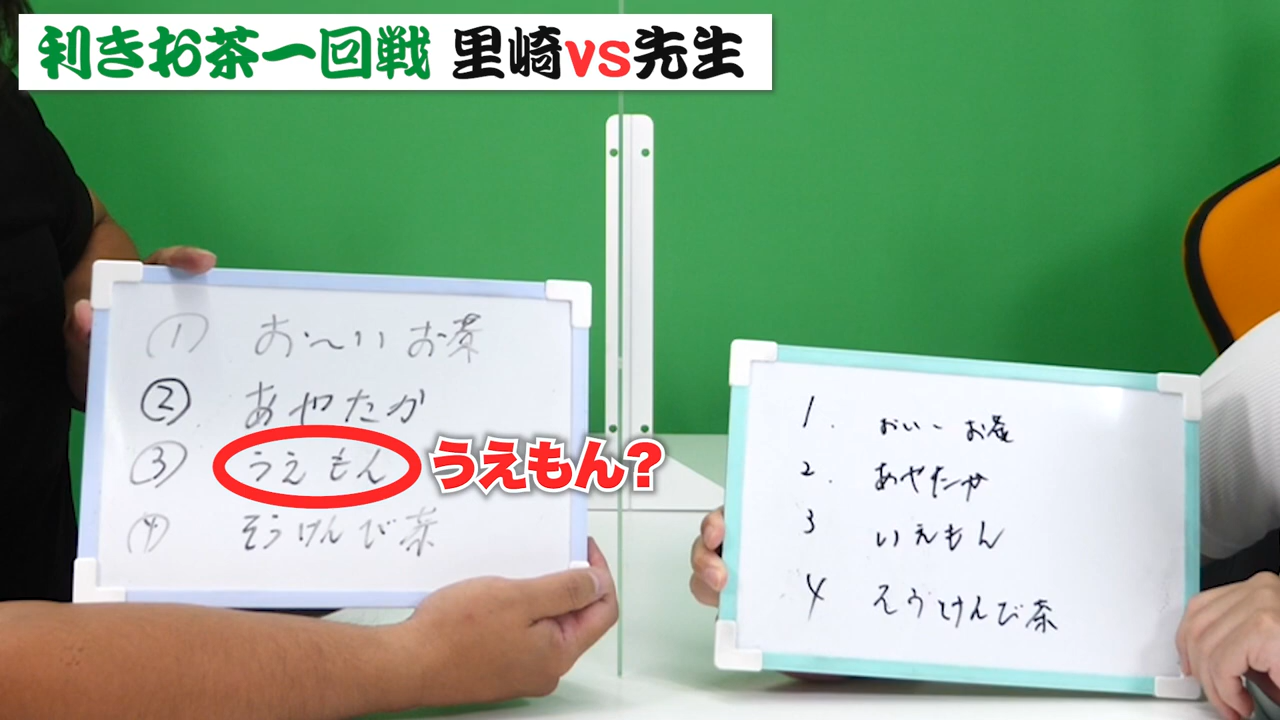 利きお茶一回戦 里崎vs先生
① お〜いお茶
② あやたか
③ うえもん
うえもん?
④ そうけんび茶
1. おい〜お茶
2. あやたか
3 いえもん
4 そうけんび茶